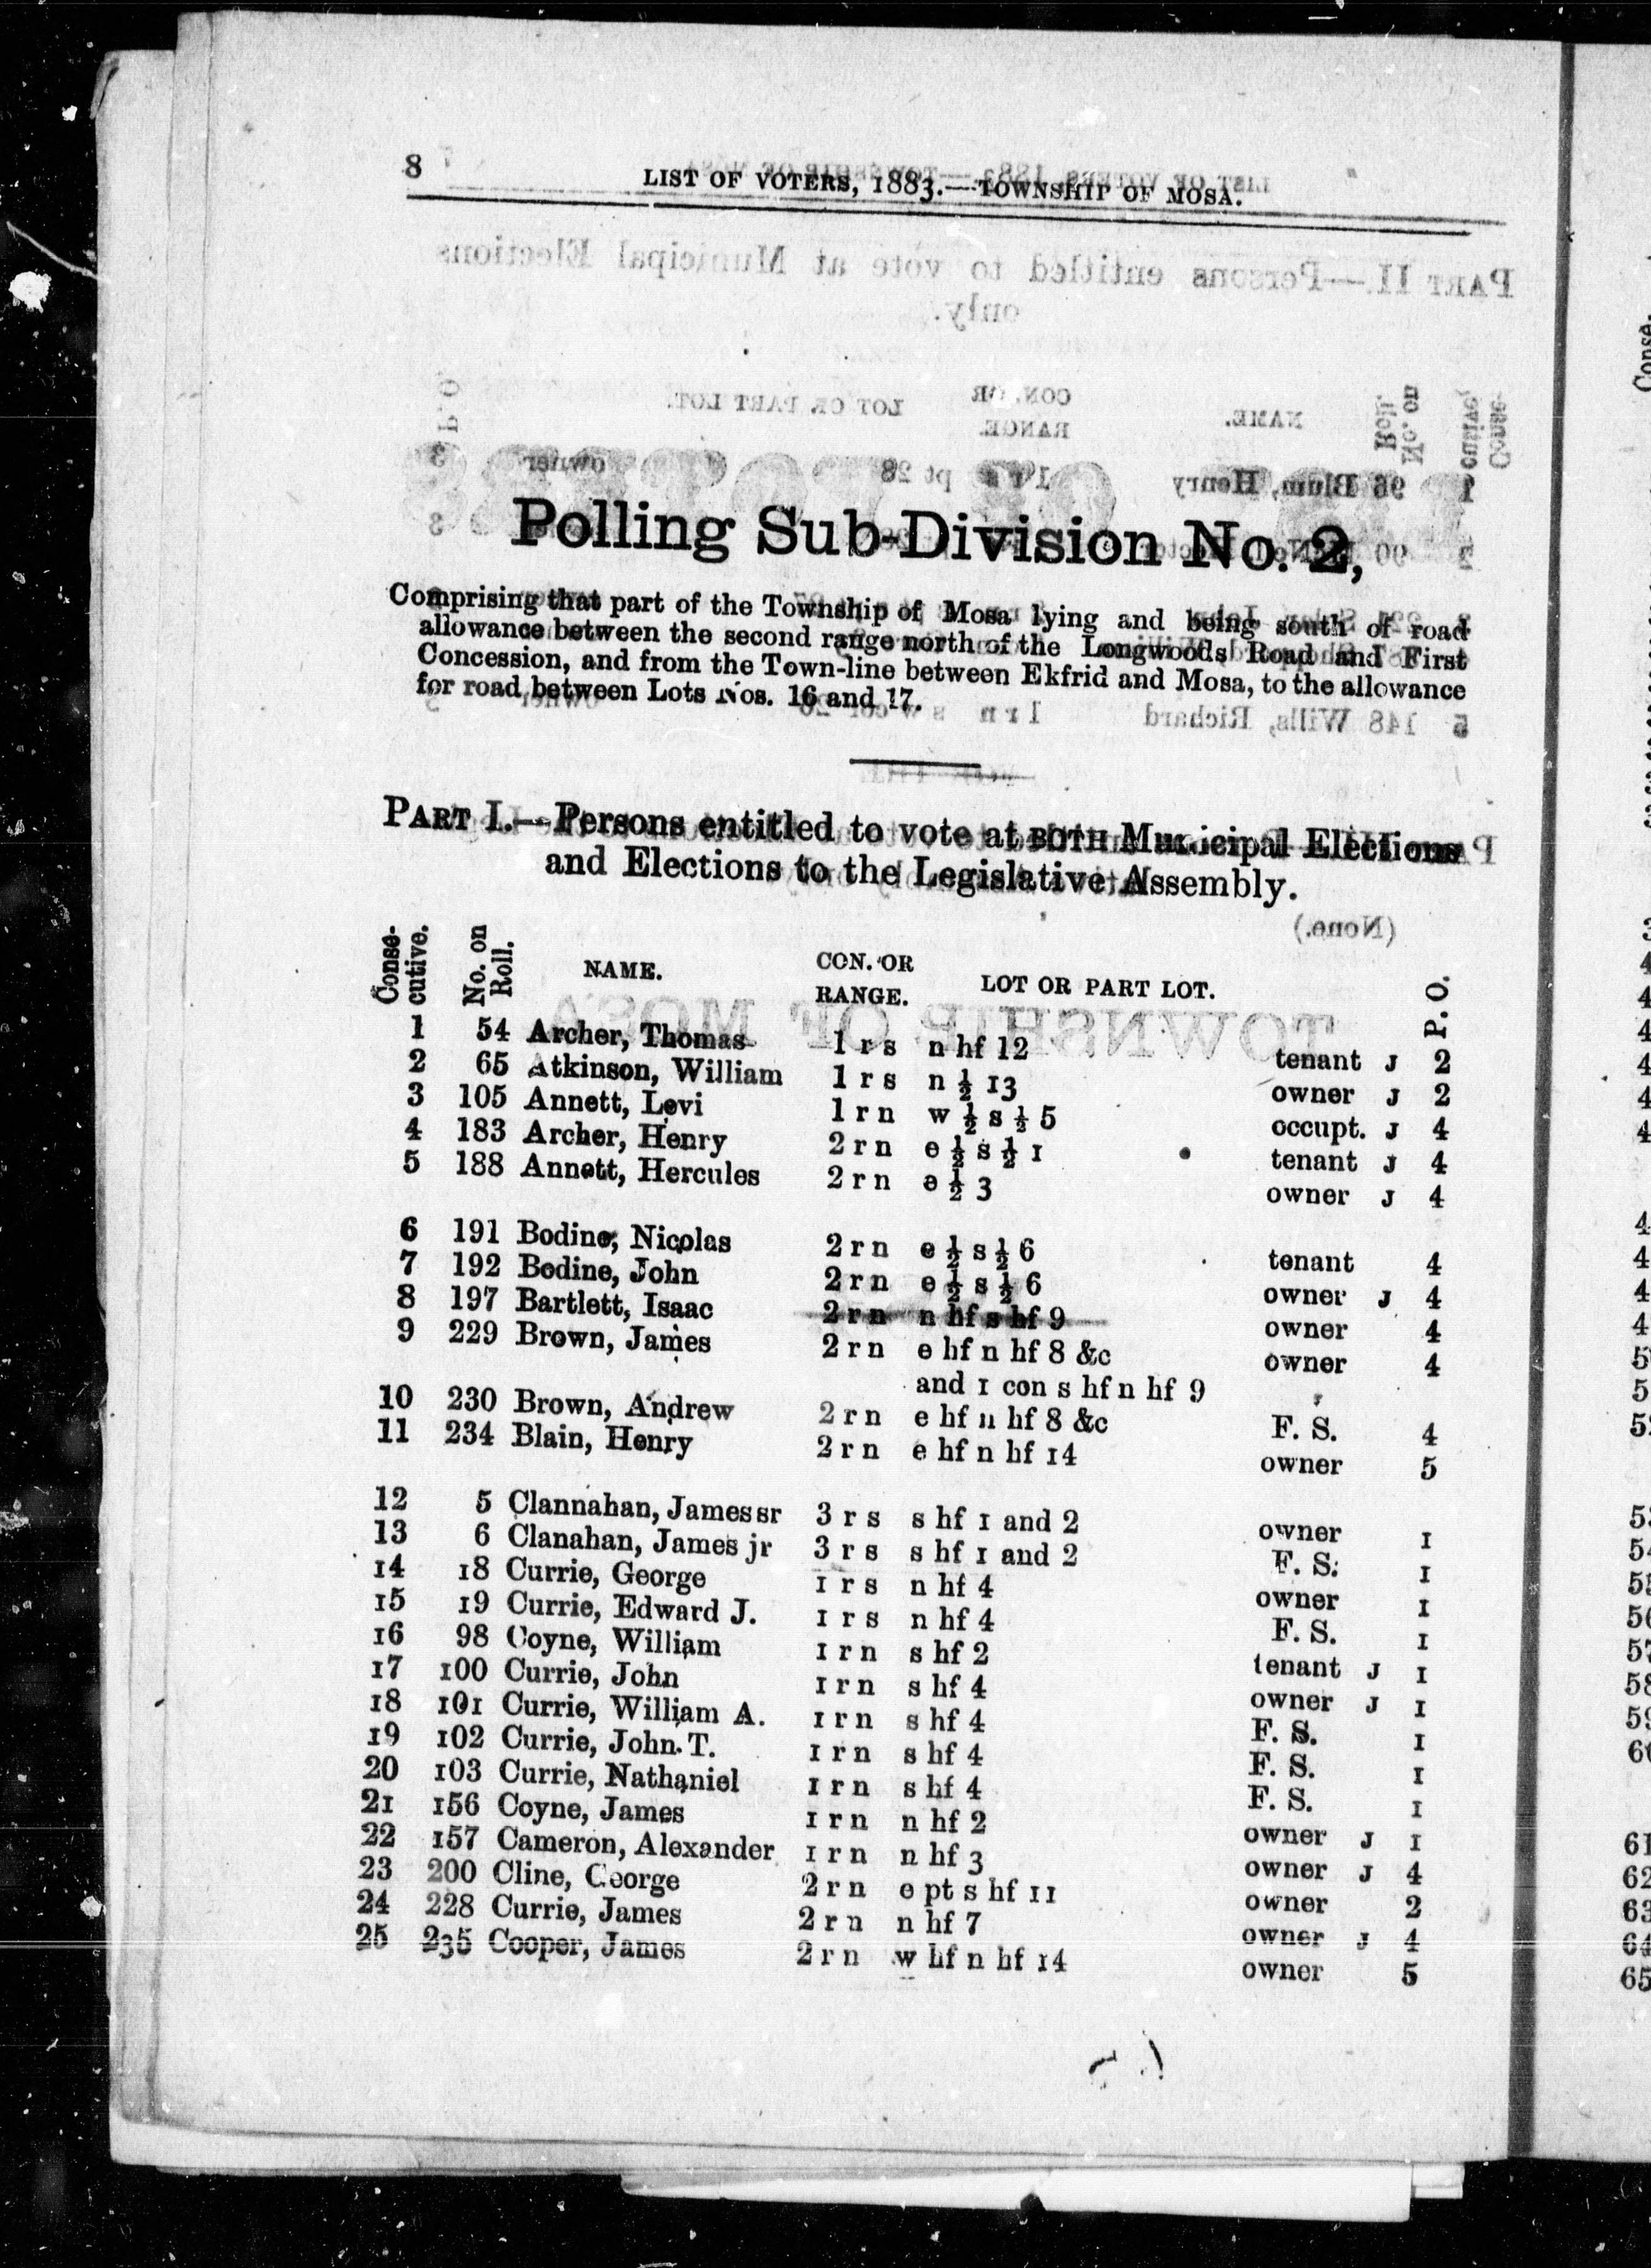 8 LIST OF VOTERS, 1883.—TOWNSHIP OF MOSA.
Polling Sub-Division No. 2,
Comprising that part of the Township of Mosa lying and being south of road
allowance between the second range north of the Longwoods Road and First
Concession, and from the Town-line between Ekfrid and Mosa, to the allowance
for road between Lots Nos. 16 and 17.
PART I.—Persons entitled to vote at BOTH Municipal Elections
and Elections to the Legislative Assembly.
Conse-cutive. No. on Roll. NAME. CON. OR RANGE. LOT OR PART LOT. P. O.
1 54 Archer, Thomas 1 r s n hf 12 tenant J 2
2 65 Atkinson, William 1 r s n ½ 13 owner J 2
3 105 Annett, Levi 1 r n w ½ s ½ 5 occupt. J 4
4 183 Archer, Henry 2 r n e ½ s ½ 1 tenant J 4
5 188 Annett, Hercules 2 r n e ½ 3 owner J 4
6 191 Bodine, Nicolas 2 r n e ½ s ½ 6 tenant 4
7 192 Bodine, John 2 r n e ½ s ½ 6 owner J 4
8 197 Bartlett, Isaac 2 r n n hf s hf 9 owner 4
9 229 Brown, James 2 r n e hf n hf 8 &c owner 4
and 1 con s hf n hf 9
10 230 Brown, Andrew 2 r n e hf n hf 8 &c F. S. 4
11 234 Blain, Henry 2 r n e hf n hf 14 owner 5
12 5 Clannahan, James sr 3 r s s hf 1 and 2 owner 1
13 6 Clanahan, James jr 3 r s s hf 1 and 2 F. S. 1
14 18 Currie, George 1 r s n hf 4 owner 1
15 19 Currie, Edward J. 1 r s n hf 4 F. S. 1
16 98 Coyne, William 1 r n s hf 2 tenant J 1
17 100 Currie, John 1 r n s hf 4 owner J 1
18 101 Currie, William A. 1 r n s hf 4 F. S. 1
19 102 Currie, John T. 1 r n s hf 4 F. S. 1
20 103 Currie, Nathaniel 1 r n s hf 4 F. S. 1
21 156 Coyne, James 1 r n n hf 2 owner J 1
22 157 Cameron, Alexander 1 r n n hf 3 owner J 4
23 200 Cline, George 2 r n e pt s hf 11 owner 2
24 228 Currie, James 2 r n n hf 7 owner J 4
25 235 Cooper, James 2 r n w hf n hf 14 owner 5